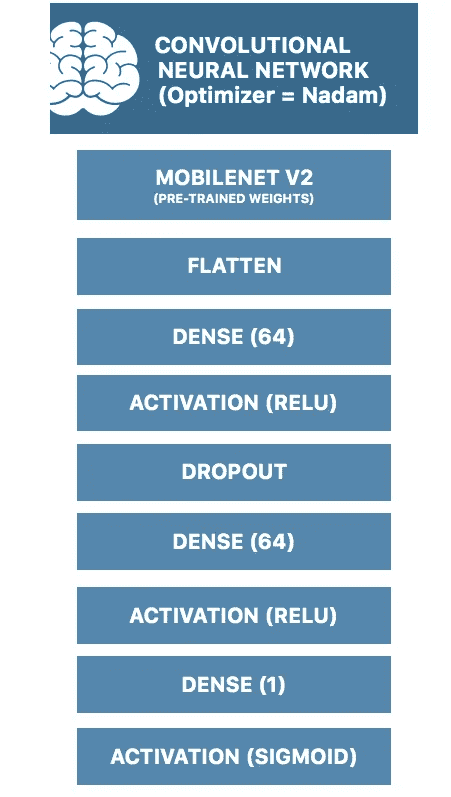 CONVOLUTIONAL
NEURAL NETWORK
(Optimizer = Nadam)
MOBILENET V2
(PRE-TRAINED WEIGHTS)
FLATTEN
DENSE (64)
ACTIVATION (RELU)
DROPOUT
DENSE (64)
ACTIVATION (RELU)
DENSE (1)
ACTIVATION (SIGMOID)